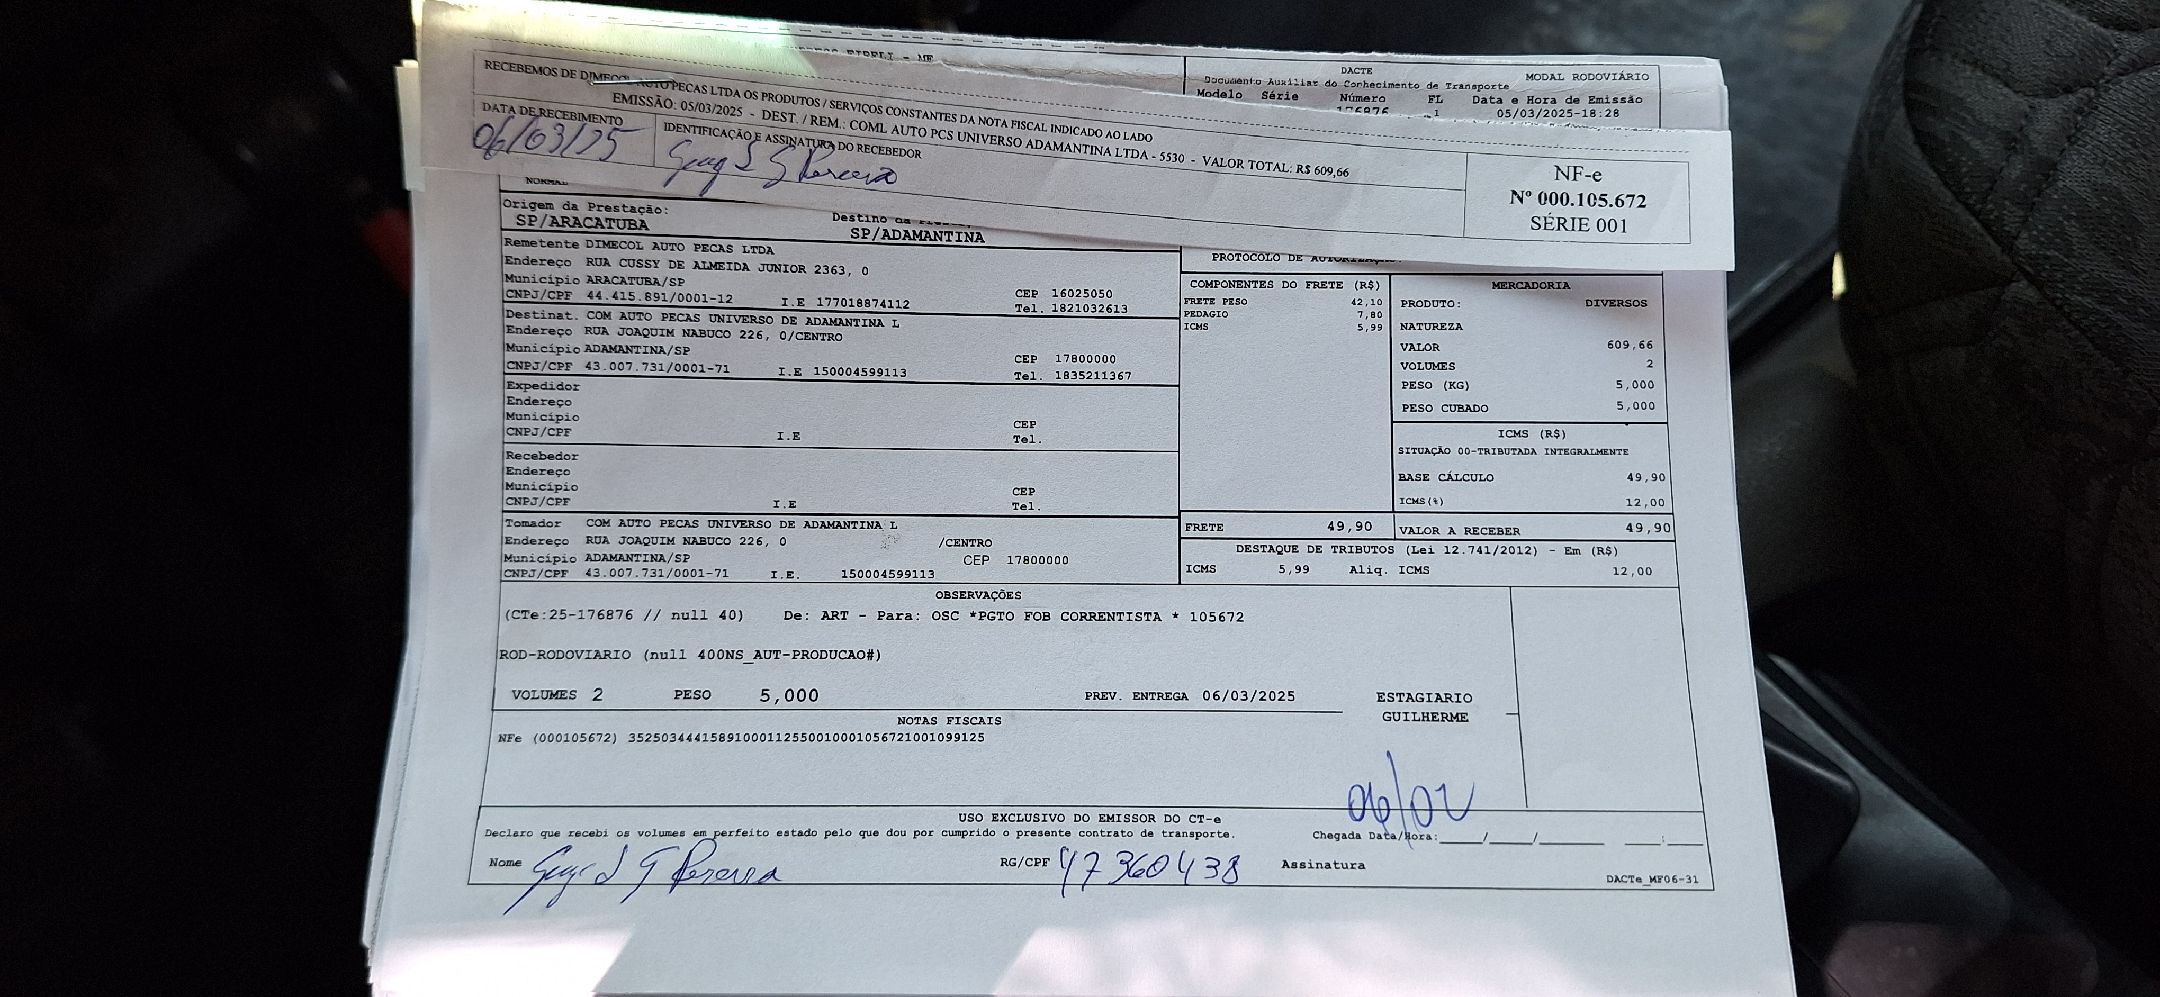 DACTE
MODAL RODOVIÁRIO
Documento Auxiliar do Conhecimento de Transporte
Modelo Série Número FL Data e Hora de Emissão
176876 1 05/03/2025-18:28
RECEBEMOS DE DIMECOL AUTO PECAS LTDA OS PRODUTOS / SERVIÇOS CONSTANTES DA NOTA FISCAL INDICADO AO LADO
EMISSÃO: 05/03/2025 - DEST. / REM.: COML AUTO PCS UNIVERSO ADAMANTINA LTDA - 5530 - VALOR TOTAL: R$ 609,66
DATA DE RECEBIMENTO
06/03/25
IDENTIFICAÇÃO E ASSINATURA DO RECEBEDOR
NF-e
Nº 000.105.672
SÉRIE 001
NORMAL
Origem da Prestação:
SP/ARACATUBA
Destino da
SP/ADAMANTINA
Remetente DIMECOL AUTO PECAS LTDA
Endereço RUA CUSSY DE ALMEIDA JUNIOR 2363, 0
Município ARACATUBA/SP CEP 16025050
CNPJ/CPF 44.415.891/0001-12 I.E 177018874112 Tel. 1821032613
Destinat. COM AUTO PECAS UNIVERSO DE ADAMANTINA L
Endereço RUA JOAQUIM NABUCO 226, 0/CENTRO
Município ADAMANTINA/SP CEP 17800000
CNPJ/CPF 43.007.731/0001-71 I.E 150004599113 Tel. 1835211367
Expedidor
Endereço
Município CEP
CNPJ/CPF I.E Tel.
Recebedor
Endereço
Município CEP
CNPJ/CPF I.E Tel.
Tomador COM AUTO PECAS UNIVERSO DE ADAMANTINA L
Endereço RUA JOAQUIM NABUCO 226, 0 /CENTRO
Município ADAMANTINA/SP CEP 17800000
CNPJ/CPF 43.007.731/0001-71 I.E. 150004599113
PROTOCOLO DE AUTORIZAÇÃO
COMPONENTES DO FRETE (R$)
FRETE PESO 42,10
PEDAGIO 7,80
ICMS 5,99
MERCADORIA
PRODUTO: DIVERSOS
NATUREZA
VALOR 609,66
VOLUMES 2
PESO (KG) 5,000
PESO CUBADO 5,000
ICMS (R$)
SITUAÇÃO 00-TRIBUTADA INTEGRALMENTE
BASE CÁLCULO 49,90
ICMS(%) 12,00
FRETE 49,90 VALOR A RECEBER 49,90
DESTAQUE DE TRIBUTOS (Lei 12.741/2012) - Em (R$)
ICMS 5,99 Aliq. ICMS 12,00
OBSERVAÇÕES
(CTe:25-176876 // null 40) De: ART - Para: OSC *PGTO FOB CORRENTISTA * 105672
ROD-RODOVIARIO (null 400NS_AUT-PRODUCAO#)
VOLUMES 2 PESO 5,000 PREV. ENTREGA 06/03/2025
ESTAGIARIO
GUILHERME
NOTAS FISCAIS
NFe (000105672) 35250344415891000112550010001056721001099125
USO EXCLUSIVO DO EMISSOR DO CT-e
Declaro que recebi os volumes em perfeito estado pelo que dou por cumprido o presente contrato de transporte.
Chegada Data/Hora: ___/___/_____ ___:___
Nome RG/CPF 47360438 Assinatura
DACTe_MF06-31